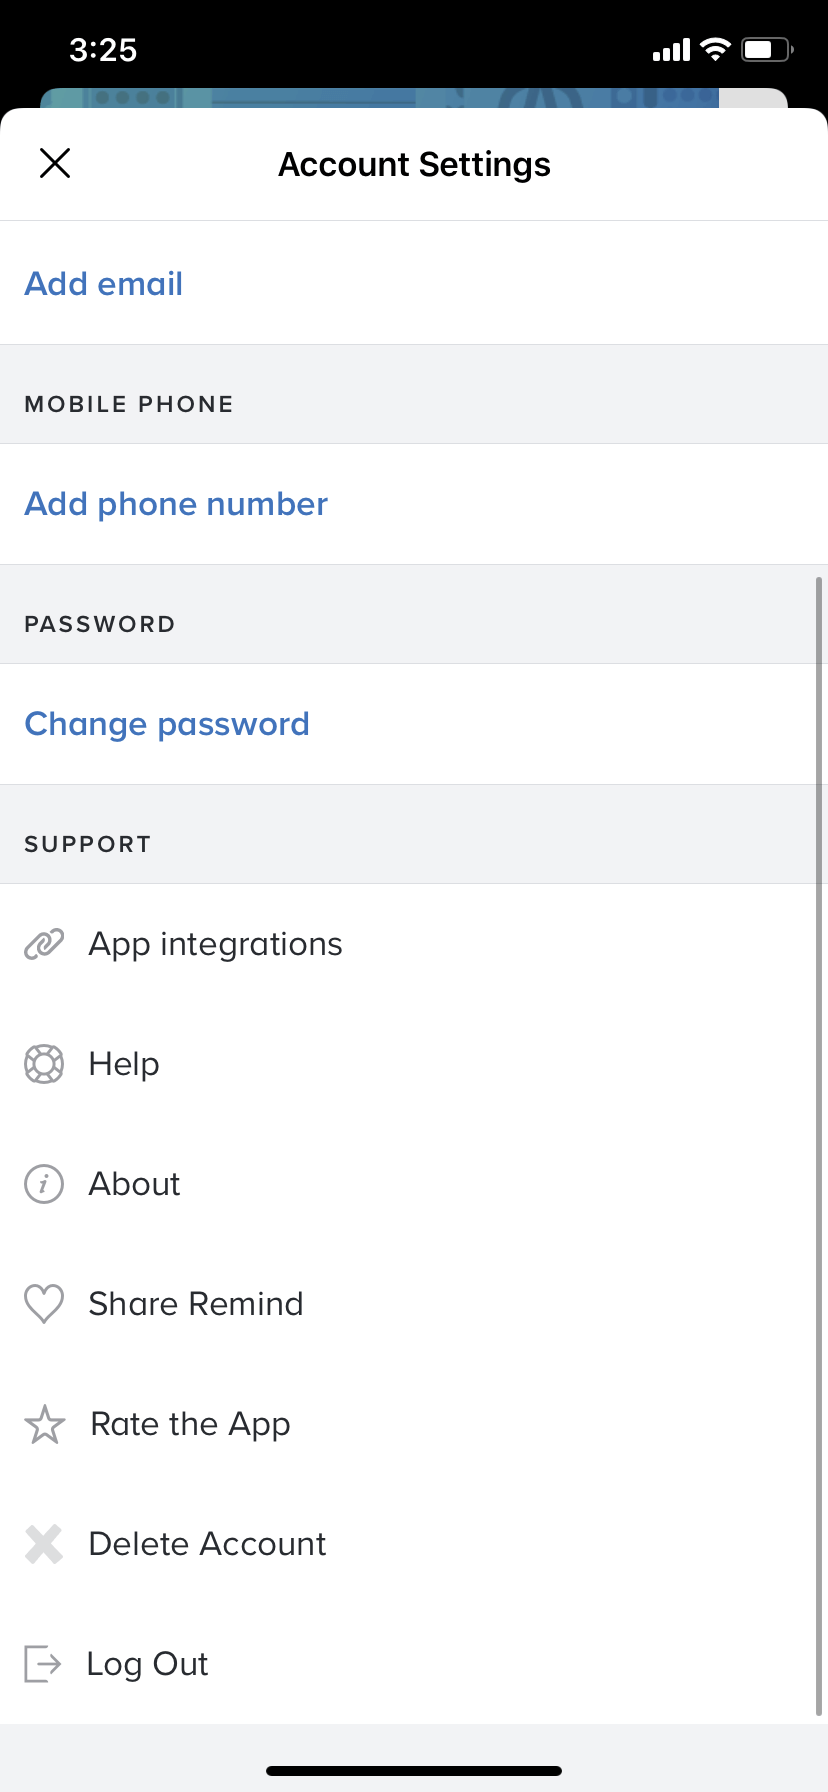 3:25
Account Settings
Add email
MOBILE PHONE
Add phone number
PASSWORD
Change password
SUPPORT
App integrations
Help
About
Share Remind
Rate the App
Delete Account
Log Out